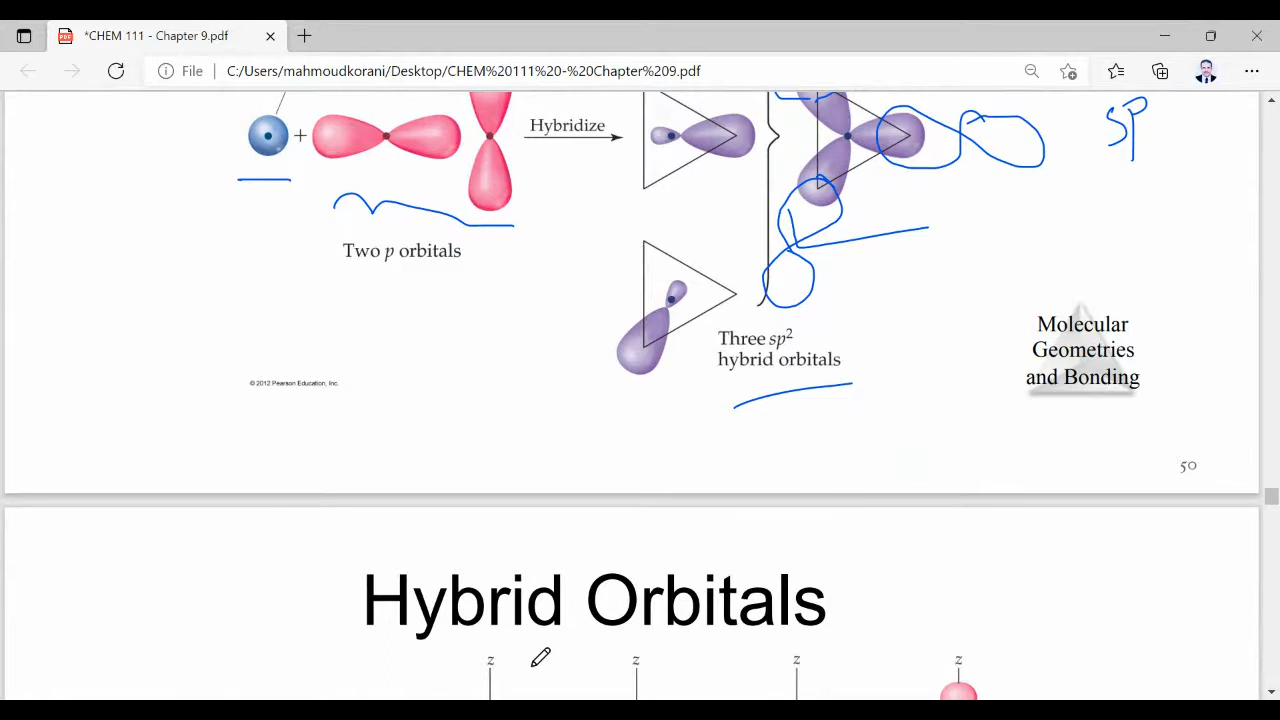 *CHEM 111 - Chapter 9.pdf
File
C:/Users/mahmoudkorani/Desktop/CHEM%20111%20-%20Chapter%209.pdf
SP
+
Hybridize
Two p orbitals
Three sp²
hybrid orbitals
Molecular
Geometries
and Bonding
© 2012 Pearson Education, Inc.
50
Hybrid Orbitals
z z z z